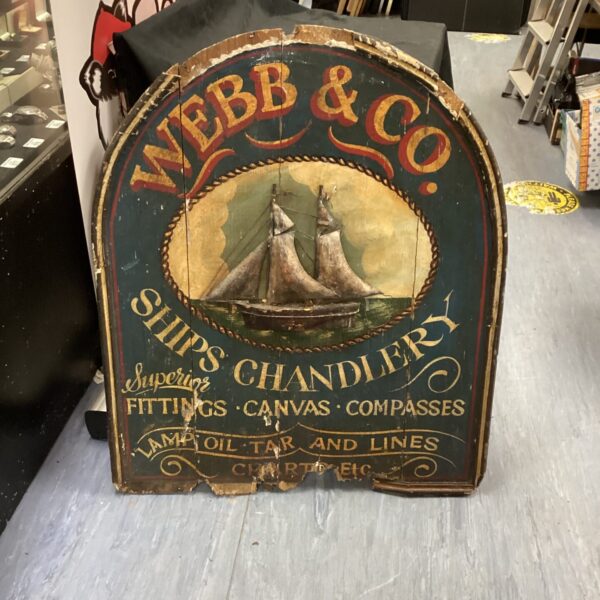 WEBB & CO.
SHIPS CHANDLERY
Superior
FITTINGS · CANVAS · COMPASSES
LAMP OIL TAR AND LINES
CHARTS ETC